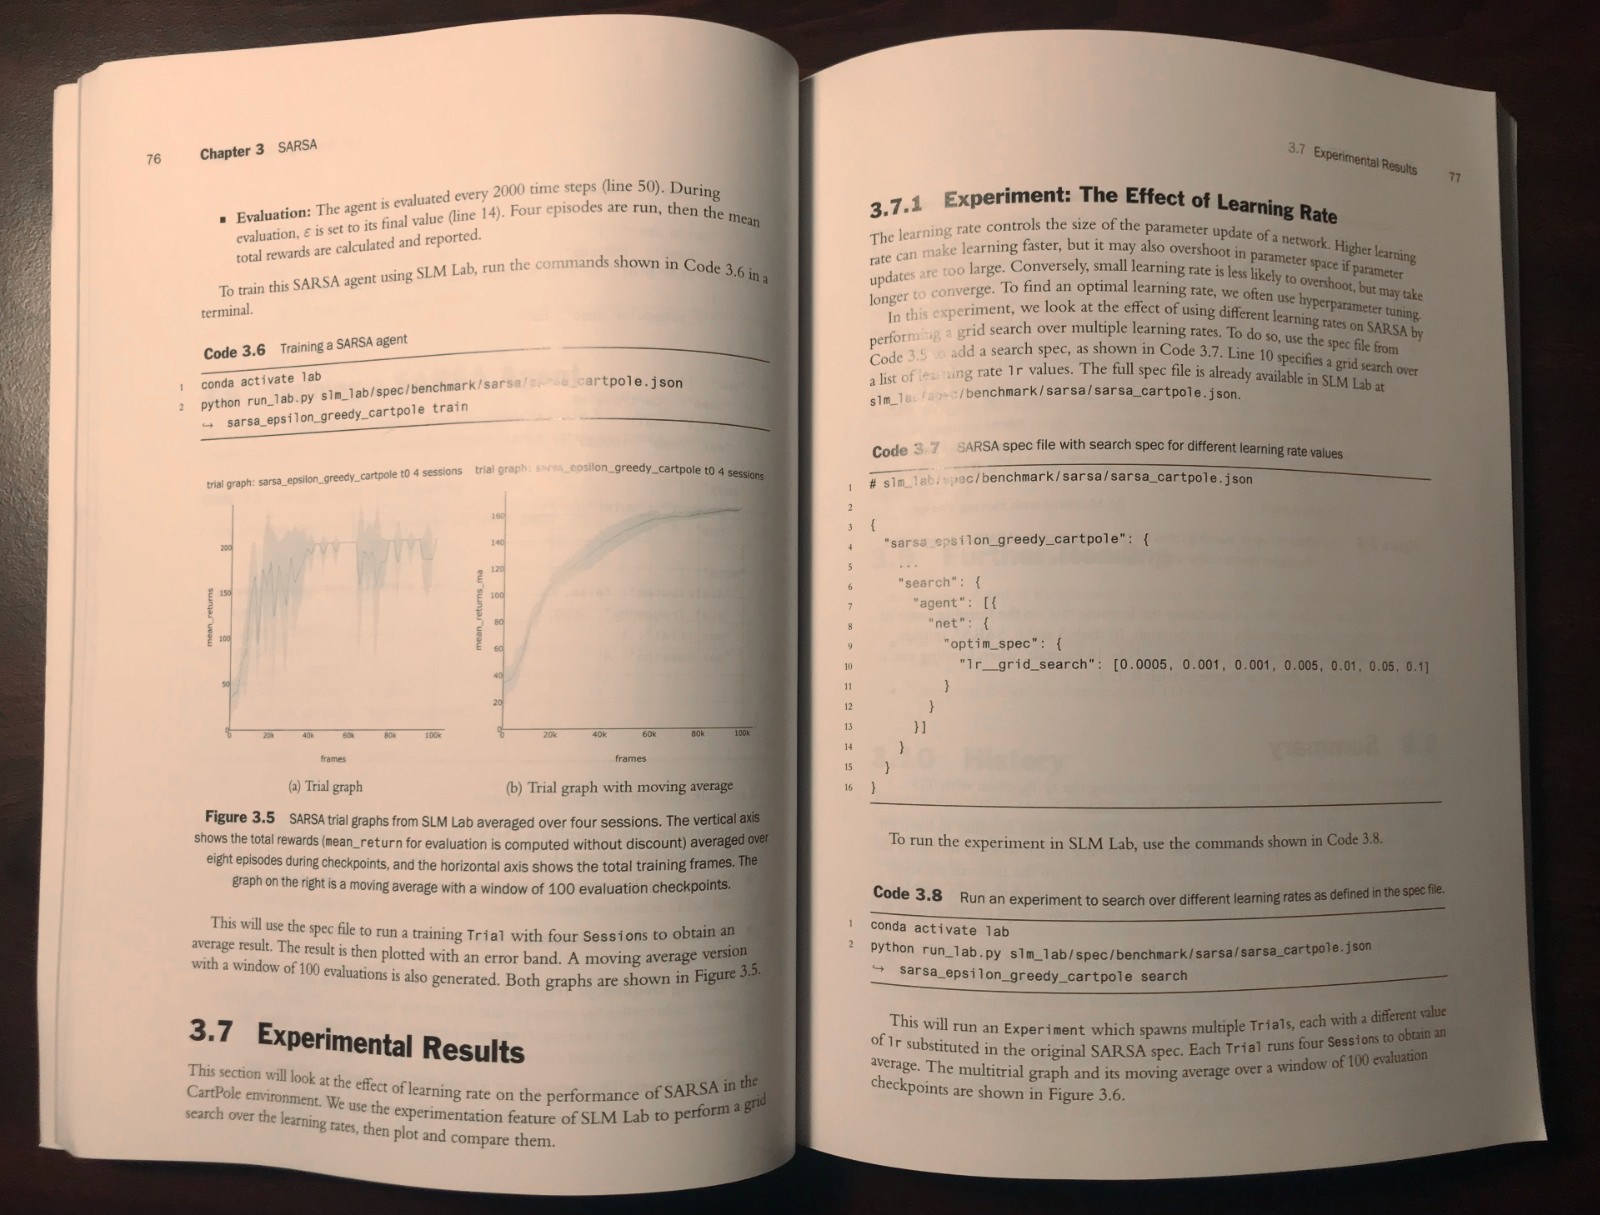 76 Chapter 3 SARSA
▪ Evaluation: The agent is evaluated every 2000 time steps (line 50). During
evaluation, ε is set to its final value (line 14). Four episodes are run, then the mean
total rewards are calculated and reported.
To train this SARSA agent using SLM Lab, run the commands shown in Code 3.6 in a
terminal.
Code 3.6 Training a SARSA agent
1 conda activate lab
2 python run_lab.py slm_lab/spec/benchmark/sarsa/sarsa_cartpole.json
↪ sarsa_epsilon_greedy_cartpole train
trial graph: sarsa_epsilon_greedy_cartpole t0 4 sessions
200
150
100
50
0
mean_returns
0 20k 40k 60k 80k 100k
frames
(a) Trial graph
trial graph: sarsa_epsilon_greedy_cartpole t0 4 sessions
160
140
120
100
80
60
40
20
0
mean_returns_ma
0 20k 40k 60k 80k 100k
frames
(b) Trial graph with moving average
Figure 3.5 SARSA trial graphs from SLM Lab averaged over four sessions. The vertical axis
shows the total rewards (mean_return for evaluation is computed without discount) averaged over
eight episodes during checkpoints, and the horizontal axis shows the total training frames. The
graph on the right is a moving average with a window of 100 evaluation checkpoints.
This will use the spec file to run a training Trial with four Sessions to obtain an
average result. The result is then plotted with an error band. A moving average version
with a window of 100 evaluations is also generated. Both graphs are shown in Figure 3.5.
3.7 Experimental Results
This section will look at the effect of learning rate on the performance of SARSA in the
CartPole environment. We use the experimentation feature of SLM Lab to perform a grid
search over the learning rates, then plot and compare them.
3.7 Experimental Results 77
3.7.1 Experiment: The Effect of Learning Rate
The learning rate controls the size of the parameter update of a network. Higher learning
rate can make learning faster, but it may also overshoot in parameter space if parameter
updates are too large. Conversely, small learning rate is less likely to overshoot, but may take
longer to converge. To find an optimal learning rate, we often use hyperparameter tuning.
In this experiment, we look at the effect of using different learning rates on SARSA by
performing a grid search over multiple learning rates. To do so, use the spec file from
Code 3.5 to add a search spec, as shown in Code 3.7. Line 10 specifies a grid search over
a list of learning rate lr values. The full spec file is already available in SLM Lab at
slm_lab/spec/benchmark/sarsa/sarsa_cartpole.json.
Code 3.7 SARSA spec file with search spec for different learning rate values
1 # slm_lab/spec/benchmark/sarsa/sarsa_cartpole.json
2
3 {
4 "sarsa_epsilon_greedy_cartpole": {
5 ...
6 "search": {
7 "agent": [{
8 "net": {
9 "optim_spec": {
10 "lr__grid_search": [0.0005, 0.001, 0.001, 0.005, 0.01, 0.05, 0.1]
11 }
12 }
13 }]
14 }
15 }
16 }
To run the experiment in SLM Lab, use the commands shown in Code 3.8.
Code 3.8 Run an experiment to search over different learning rates as defined in the spec file.
1 conda activate lab
2 python run_lab.py slm_lab/spec/benchmark/sarsa/sarsa_cartpole.json
↪ sarsa_epsilon_greedy_cartpole search
This will run an Experiment which spawns multiple Trials, each with a different value
of lr substituted in the original SARSA spec. Each Trial runs four Sessions to obtain an
average. The multitrial graph and its moving average over a window of 100 evaluation
checkpoints are shown in Figure 3.6.